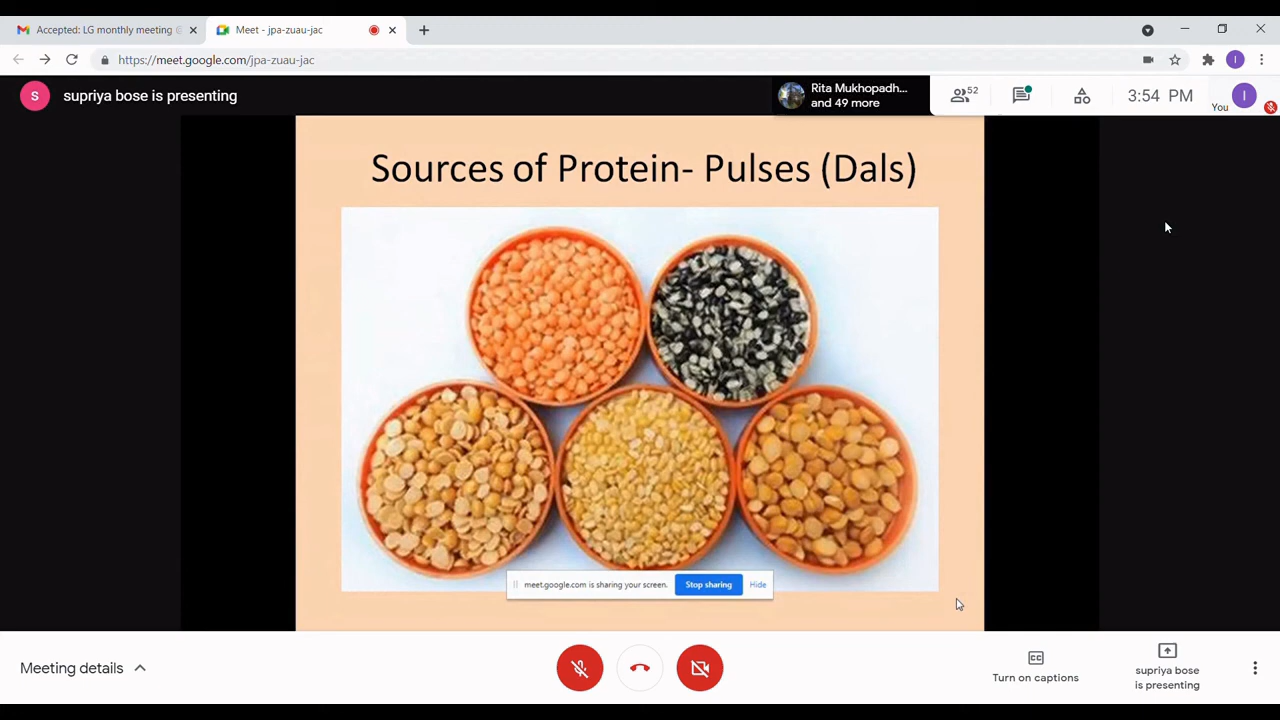 Accepted: LG monthly meeting
Meet - jpa-zuau-jac
https://meet.google.com/jpa-zuau-jac
S
supriya bose is presenting
Rita Mukhopadh...
and 49 more
52
3:54 PM
You
I
I
Sources of Protein- Pulses (Dals)
meet.google.com is sharing your screen.
Stop sharing
Hide
Meeting details
CC
Turn on captions
supriya bose
is presenting